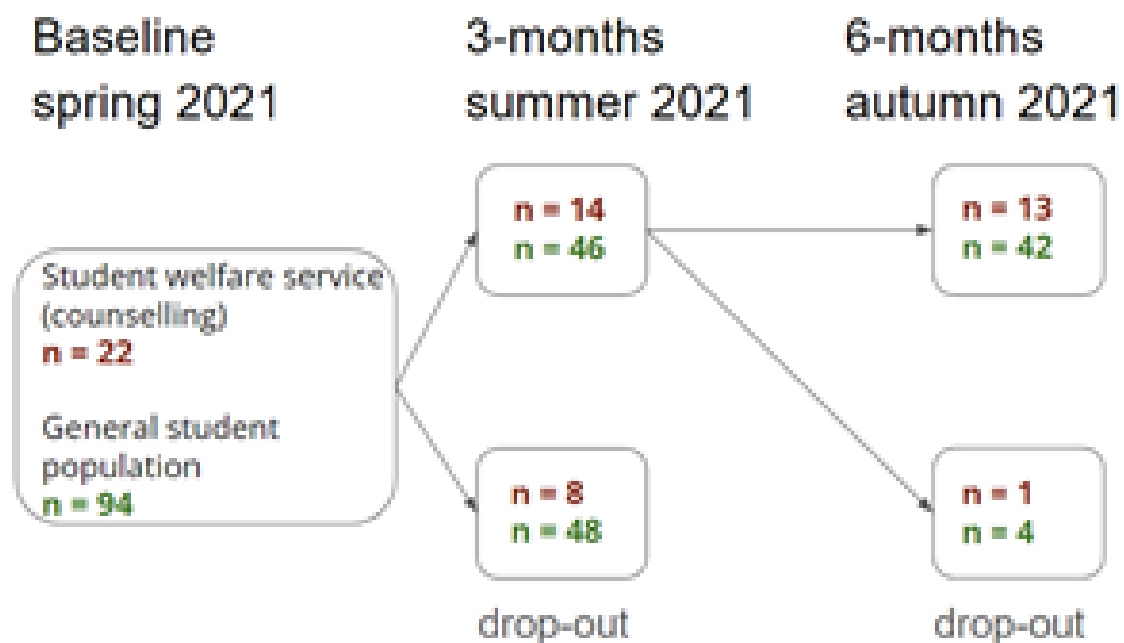 Baseline
spring 2021
3-months
summer 2021
6-months
autumn 2021
Student welfare service
(counselling)
n = 22
General student
population
n = 94
n = 14
n = 46
n = 8
n = 48
drop-out
n = 13
n = 42
n = 1
n = 4
drop-out